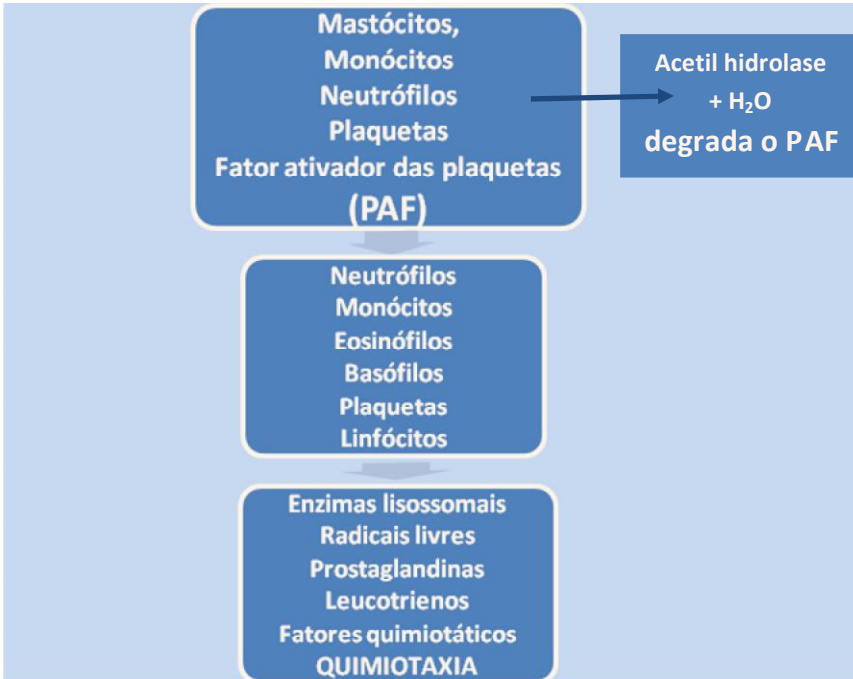 Mastócitos,
Monócitos
Neutrófilos
Plaquetas
Fator ativador das plaquetas
(PAF)
Acetil hidrolase
+ H₂O
degrada o PAF
Neutrófilos
Monócitos
Eosinófilos
Basófilos
Plaquetas
Linfócitos
Enzimas lisossomais
Radicais livres
Prostaglandinas
Leucotrienos
Fatores quimiotáticos
QUIMIOTAXIA